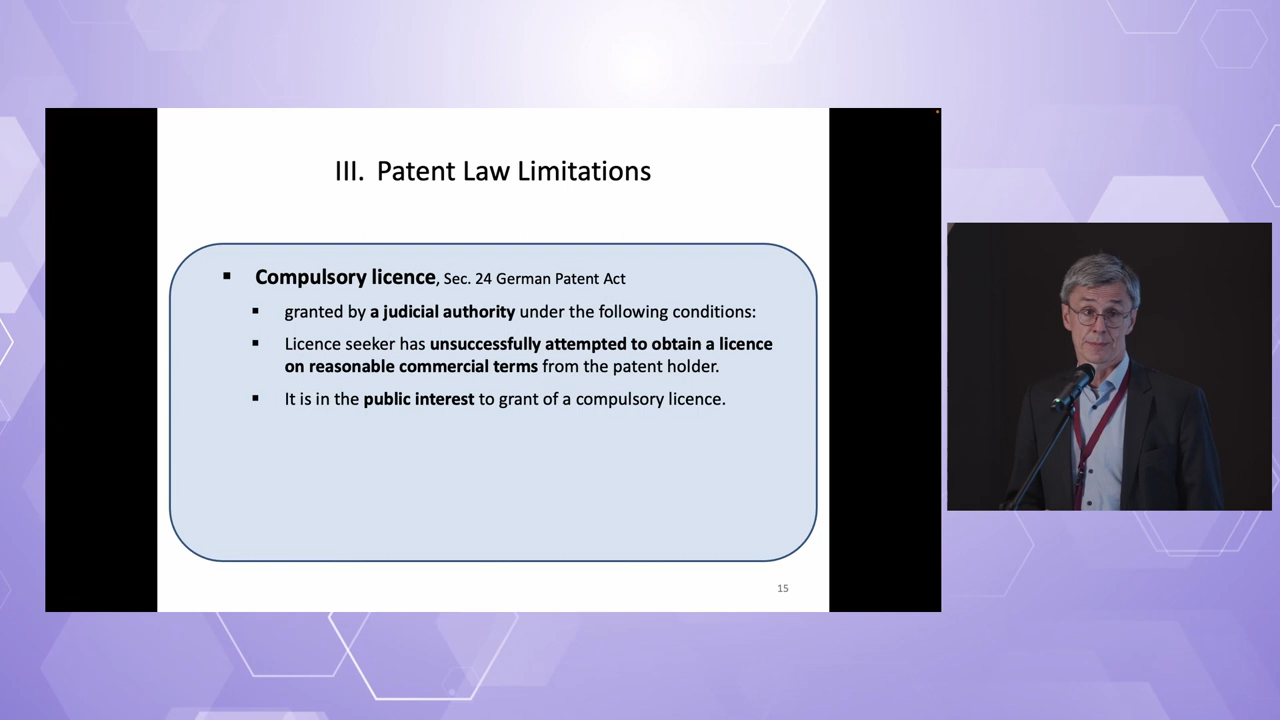 III. Patent Law Limitations
▪ Compulsory licence, Sec. 24 German Patent Act
▪ granted by a judicial authority under the following conditions:
▪ Licence seeker has unsuccessfully attempted to obtain a licence
on reasonable commercial terms from the patent holder.
▪ It is in the public interest to grant of a compulsory licence.
15